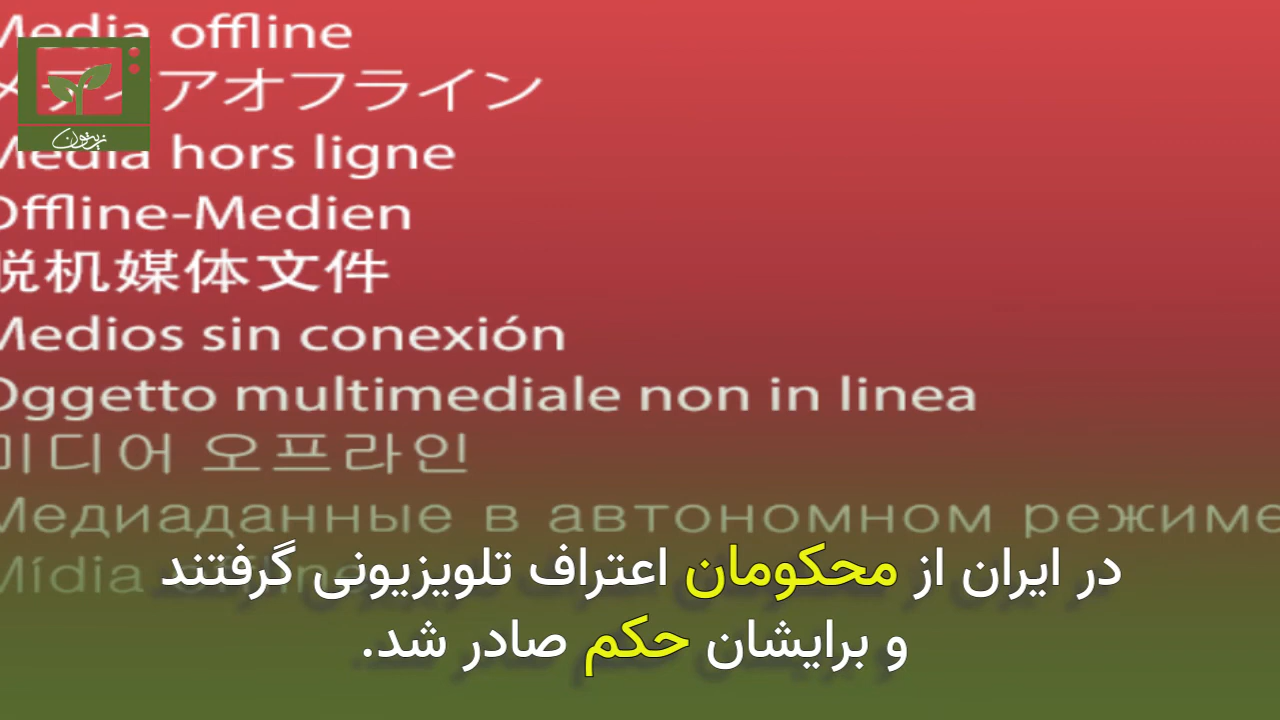 Media offline
メディアオフライン
زیتون
Media hors ligne
Offline-Medien
脱机媒体文件
Medios sin conexión
Oggetto multimediale non in linea
미디어 오프라인
Медиаданные в автономном режиме
Mídia offline
در ایران از محکومان اعتراف تلویزیونی گرفتند
و برایشان حکم صادر شد.